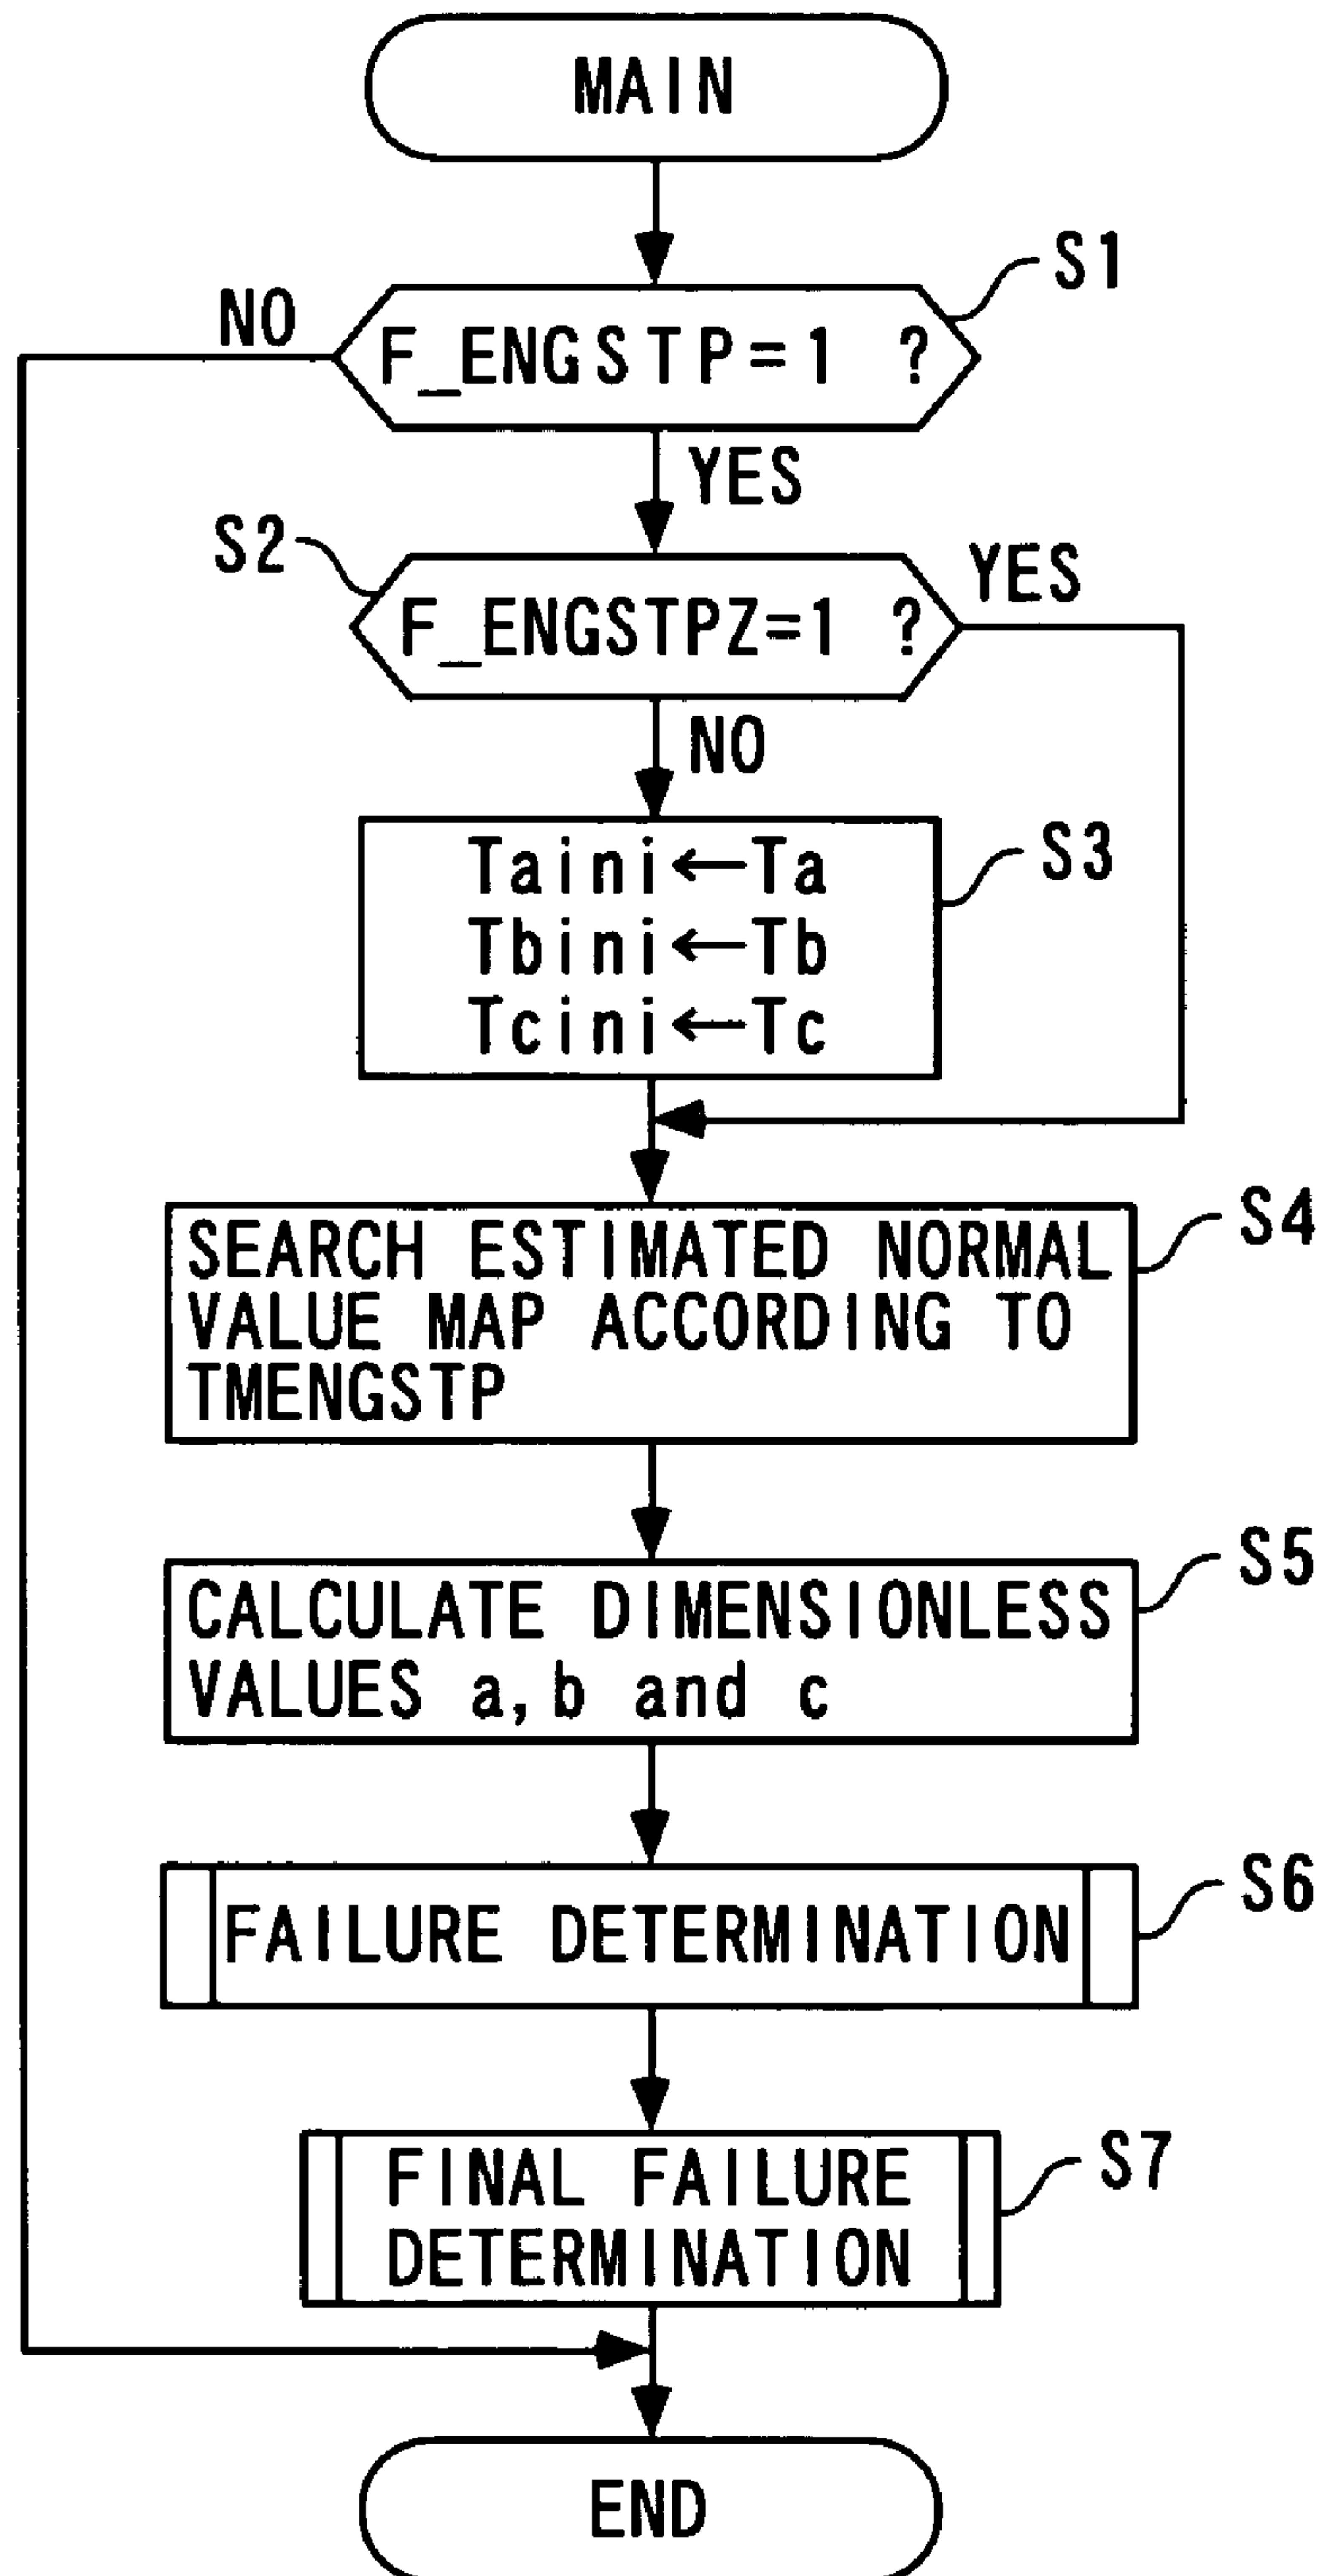 MAIN
S1
NO
F_ENGSTP=1 ?
YES
S2
YES
F_ENGSTPZ=1 ?
NO
S3
Taini←Ta
Tbini←Tb
Tcini←Tc
S4
SEARCH ESTIMATED NORMAL
VALUE MAP ACCORDING TO
TMENGSTP
S5
CALCULATE DIMENSIONLESS
VALUES a,b and c
S6
FAILURE DETERMINATION
S7
FINAL FAILURE
DETERMINATION
END